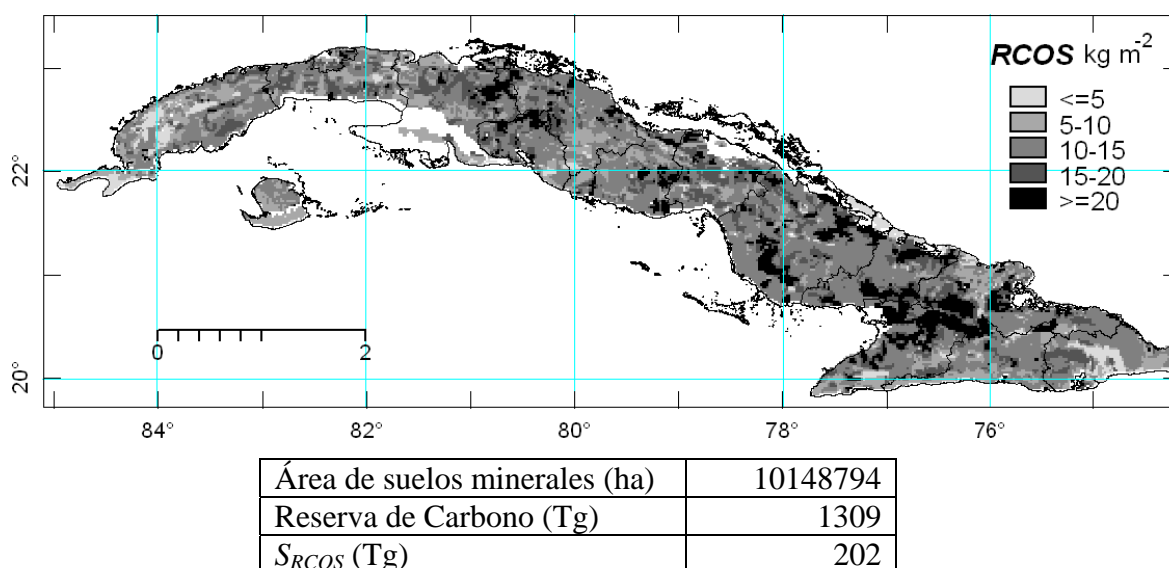 RCOS kg m-2
<=5
5-10
10-15
15-20
>=20
22°
20°
0 2
84° 82° 80° 78° 76°
Área de suelos minerales (ha) 10148794
Reserva de Carbono (Tg) 1309
SRCOS (Tg) 202